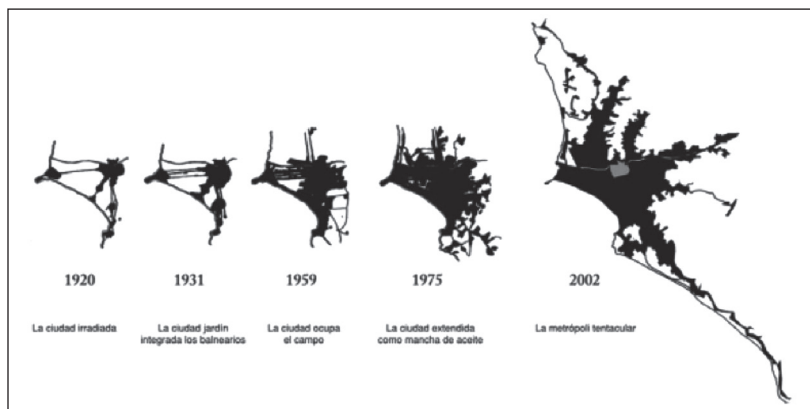 1920
1931
1959
1975
2002
La ciudad irradiada
La ciudad jardín
integrada los balnearios
La ciudad ocupa
el campo
La ciudad extendida
como mancha de aceite
La metrópoli tentacular